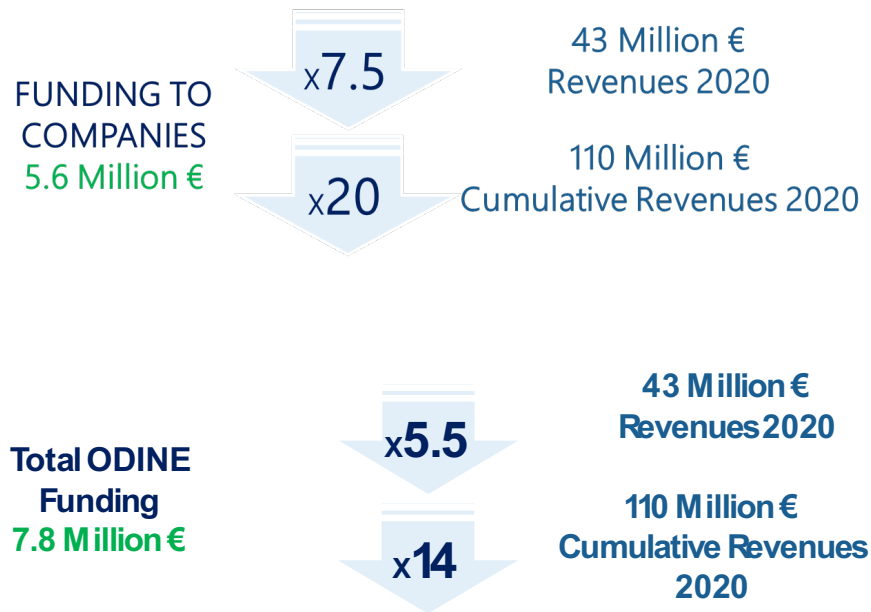 FUNDING TO
COMPANIES
5.6 Million €
x7.5
43 Million €
Revenues 2020
x20
110 Million €
Cumulative Revenues 2020
Total ODINE
Funding
7.8 Million €
x5.5
43 Million €
Revenues 2020
x14
110 Million €
Cumulative Revenues
2020